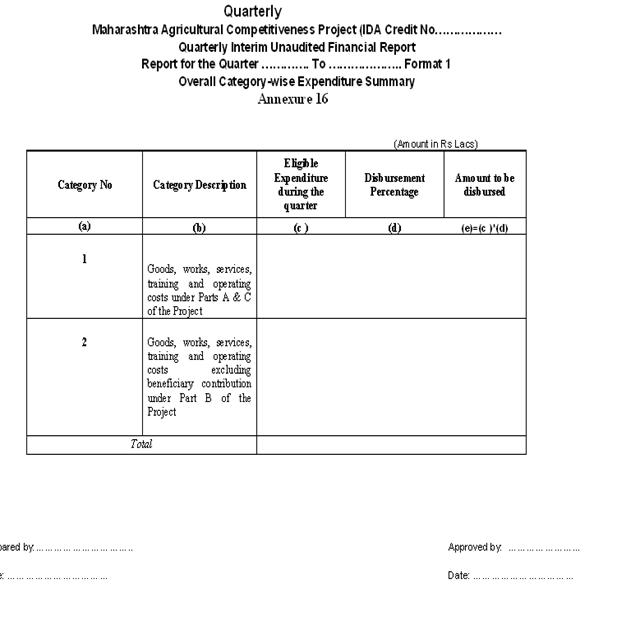 Quarterly
Maharashtra Agricultural Competitiveness Project (IDA Credit No………………
Quarterly Interim Unaudited Financial Report
Report for the Quarter …………. To ……………….. Format 1
Overall Category-wise Expenditure Summary
Annexure 16
(Amount in Rs Lacs)
Category No
Category Description
Eligible
Expenditure
during the
quarter
Disbursement
Percentage
Amount to be
disbursed
(a)
(b)
(c )
(d)
(e)=(c )*(d)
1
Goods, works, services,
training and operating
costs under Parts A & C
of the Project
2
Goods, works, services,
training and operating
costs excluding
beneficiary contribution
under Part B of the
Project
Total
ared by:……………………………
Approved by: ……………………
: ……………………………
Date: ……………………………